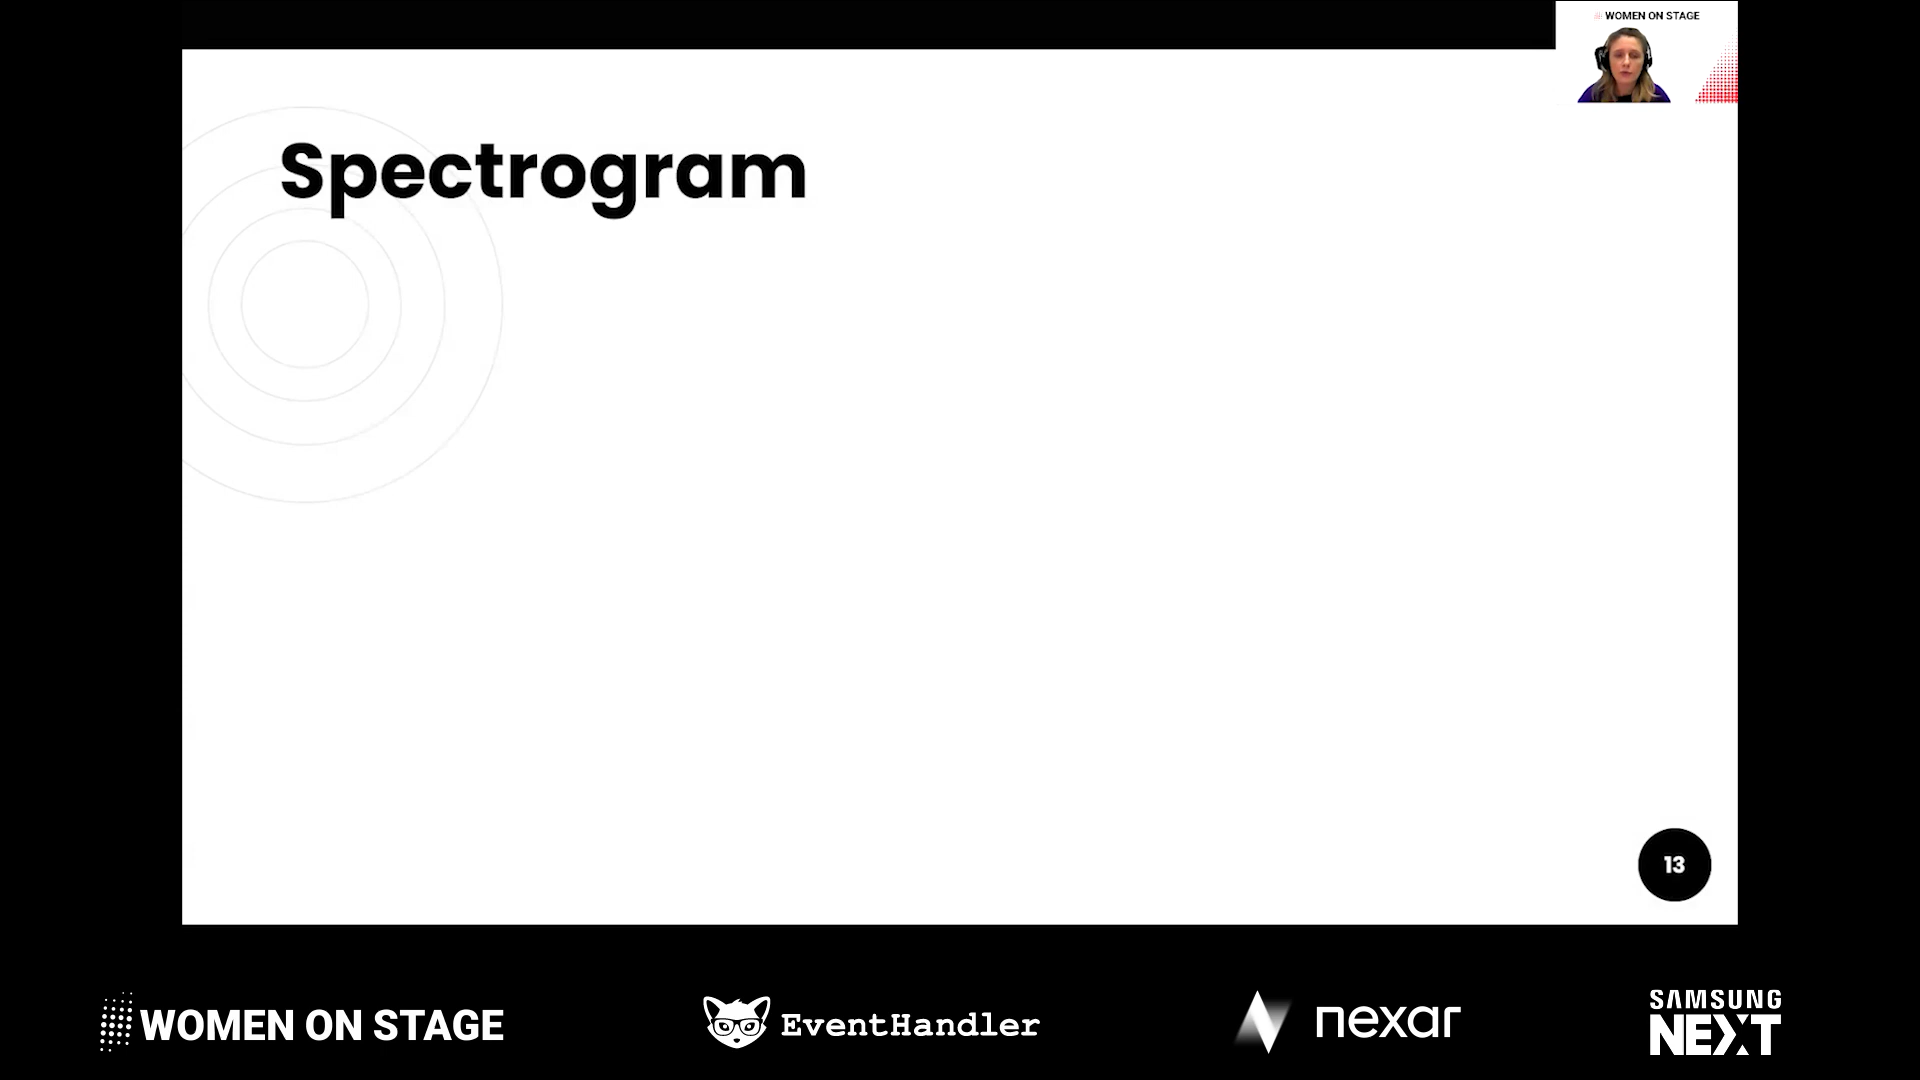 WOMEN ON STAGE
Spectrogram
13
WOMEN ON STAGE
EventHandler
nexar
SAMSUNG
NEXT